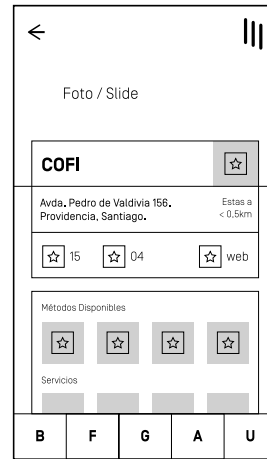 Foto / Slide
COFI
Avda. Pedro de Valdivia 156.
Providencia, Santiago.
Estas a
< 0,5km
15 04 web
Métodos Disponibles
Servicios
B F G A U